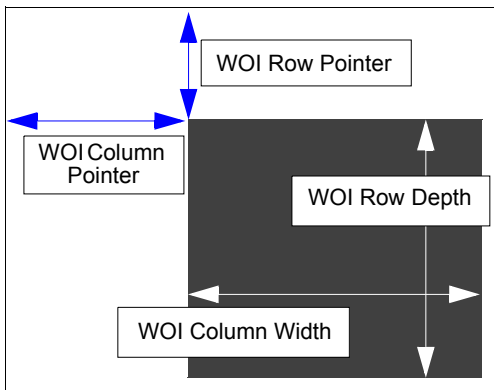 WOI Row Pointer
WOI Column
Pointer
WOI Row Depth
WOI Column Width